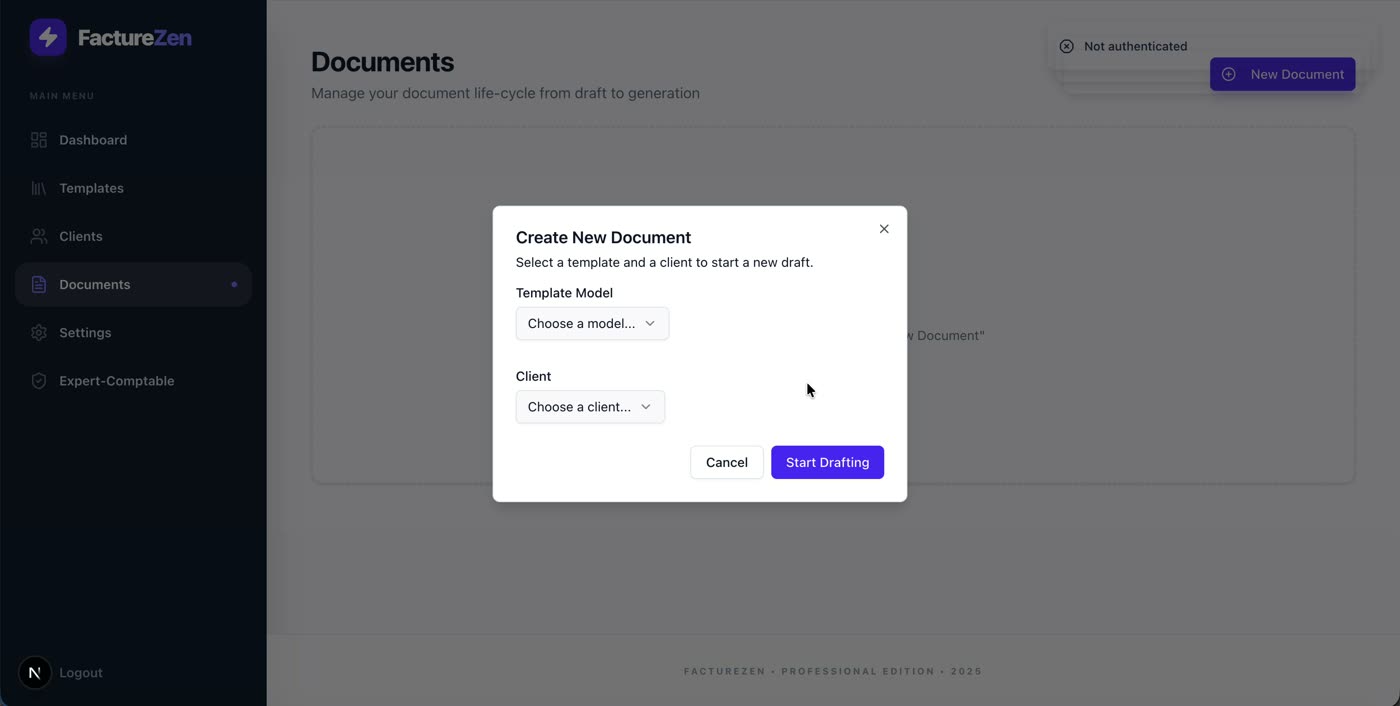 FactureZen
MAIN MENU
Dashboard
Templates
Clients
Documents
Settings
Expert-Comptable
N
Logout
Documents
Manage your document life-cycle from draft to generation
Not authenticated
New Document
Create New Document
Select a template and a client to start a new draft.
Template Model
Choose a model...
Client
Choose a client...
Cancel
Start Drafting
Document"
FACTUREZEN • PROFESSIONAL EDITION • 2025